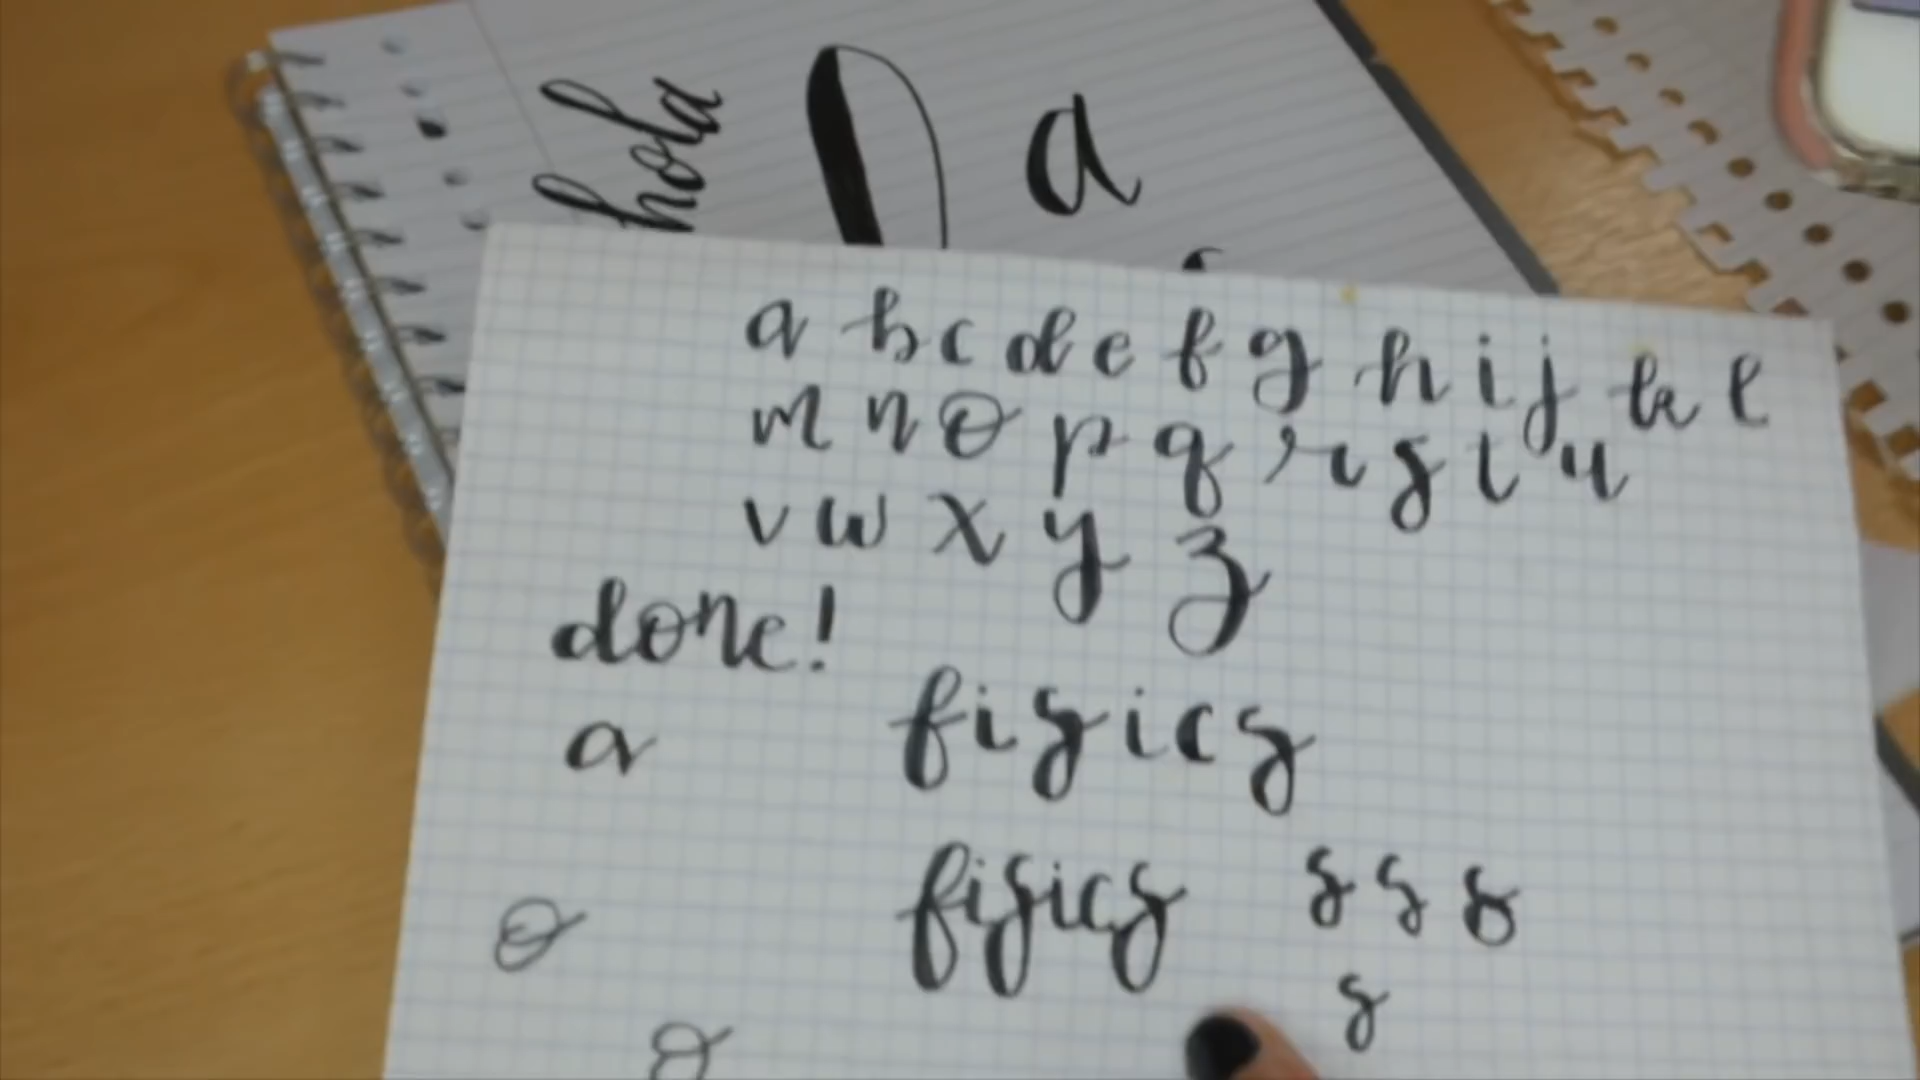 hola
a
a b c d e f g h i j k l
m n o p q r s t u
v w x y z
done!
a fisics
fisics s s s
o s
o